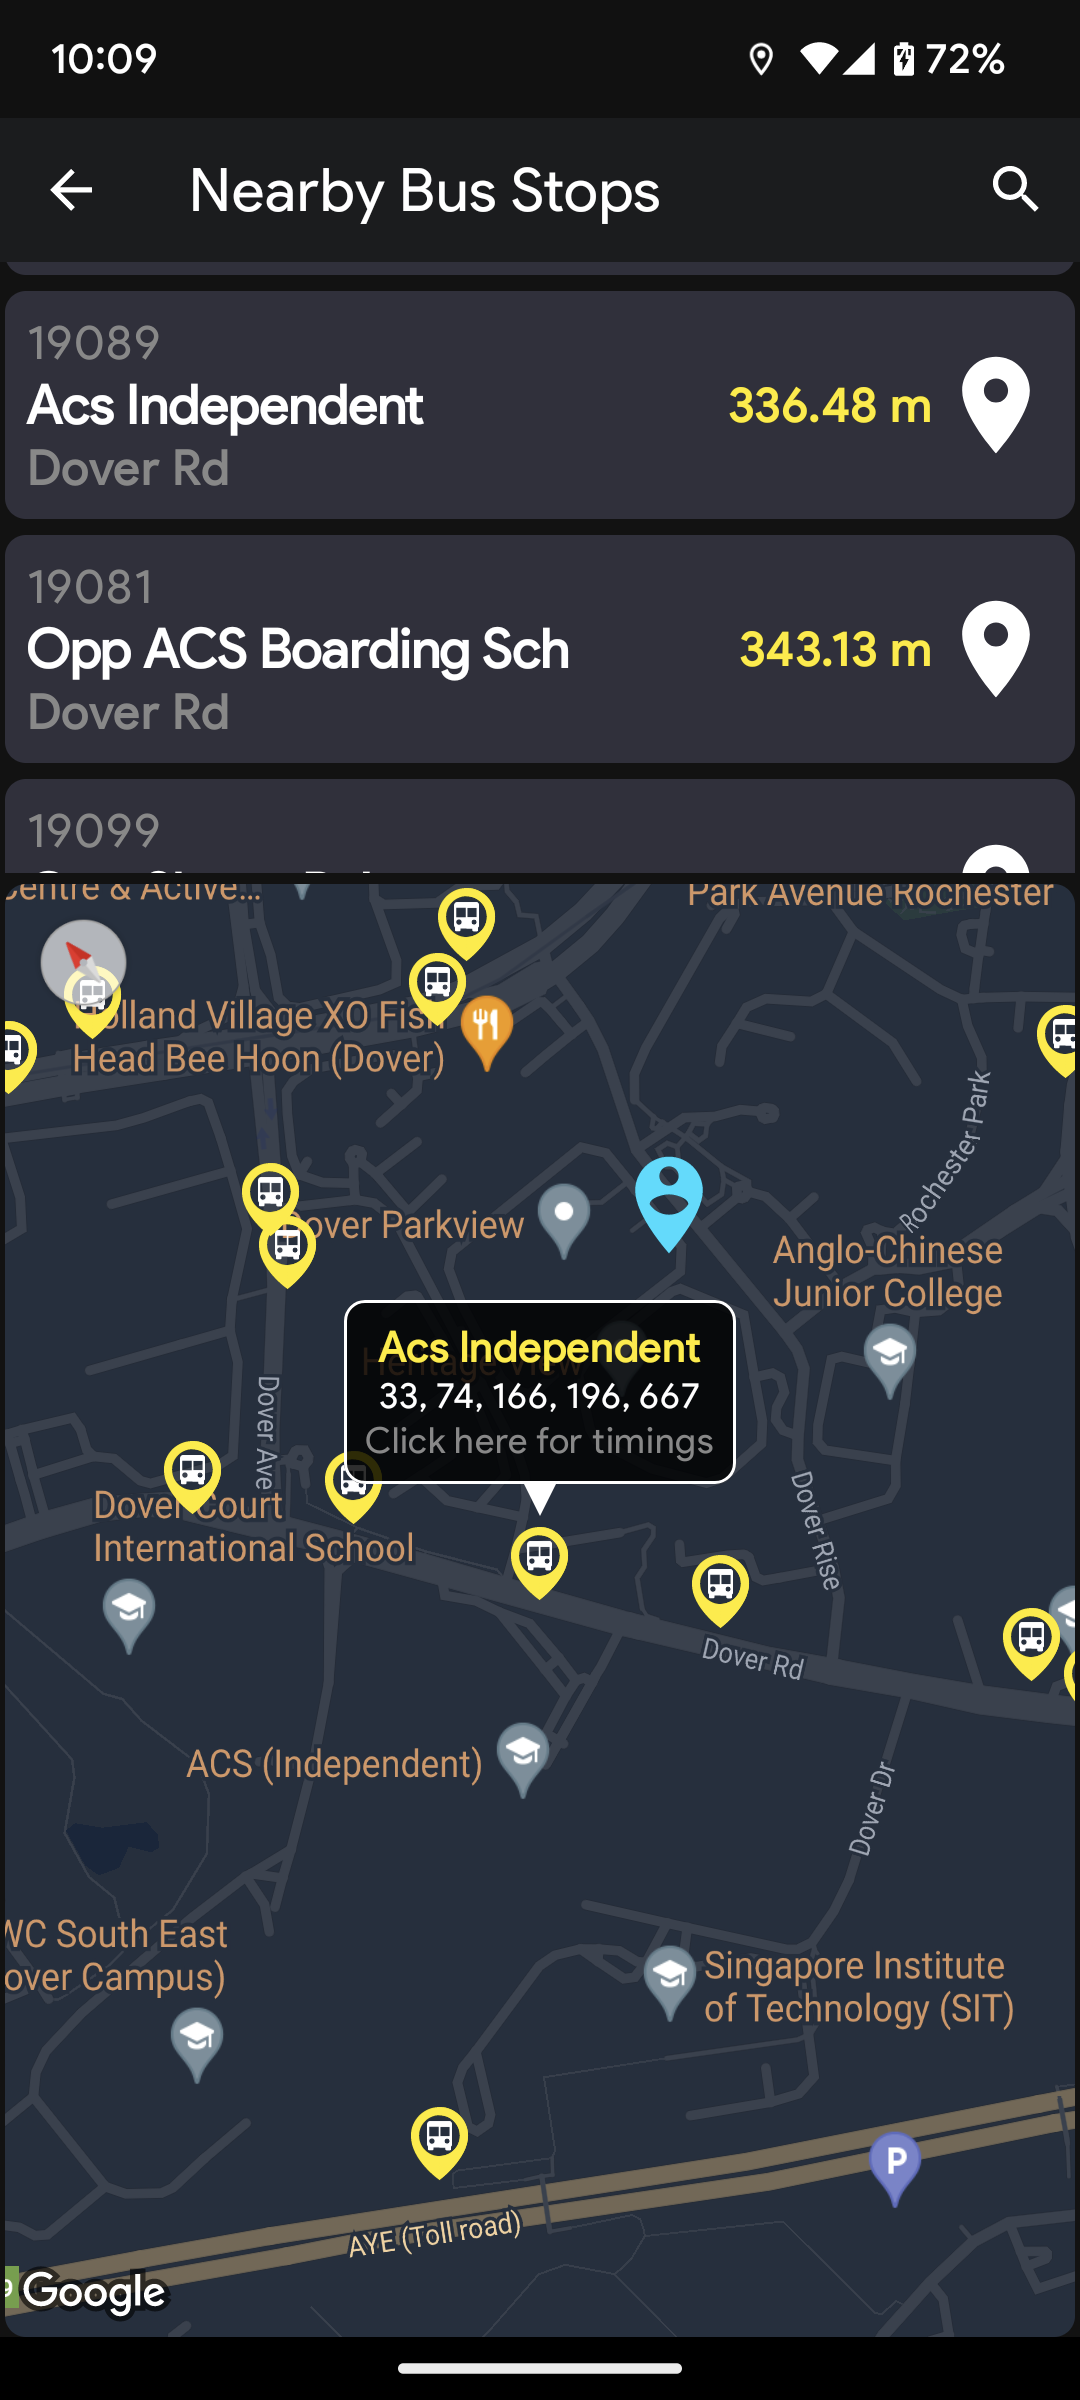 10:09
72%
Nearby Bus Stops
19089
Acs Independent
336.48 m
Dover Rd
19081
Opp ACS Boarding Sch
343.13 m
Dover Rd
19099
Centre & Active...
Park Avenue Rochester
Holland Village XO Fish
Head Bee Hoon (Dover)
Rochester Park
Dover Parkview
Anglo-Chinese
Junior College
Heritage View
Acs Independent
33, 74, 166, 196, 667
Click here for timings
Dover Ave
Dover Court
International School
Dover Rise
Dover Rd
ACS (Independent)
Dover Dr
WC South East
over Campus)
Singapore Institute
of Technology (SIT)
P
AYE (Toll road)
Google